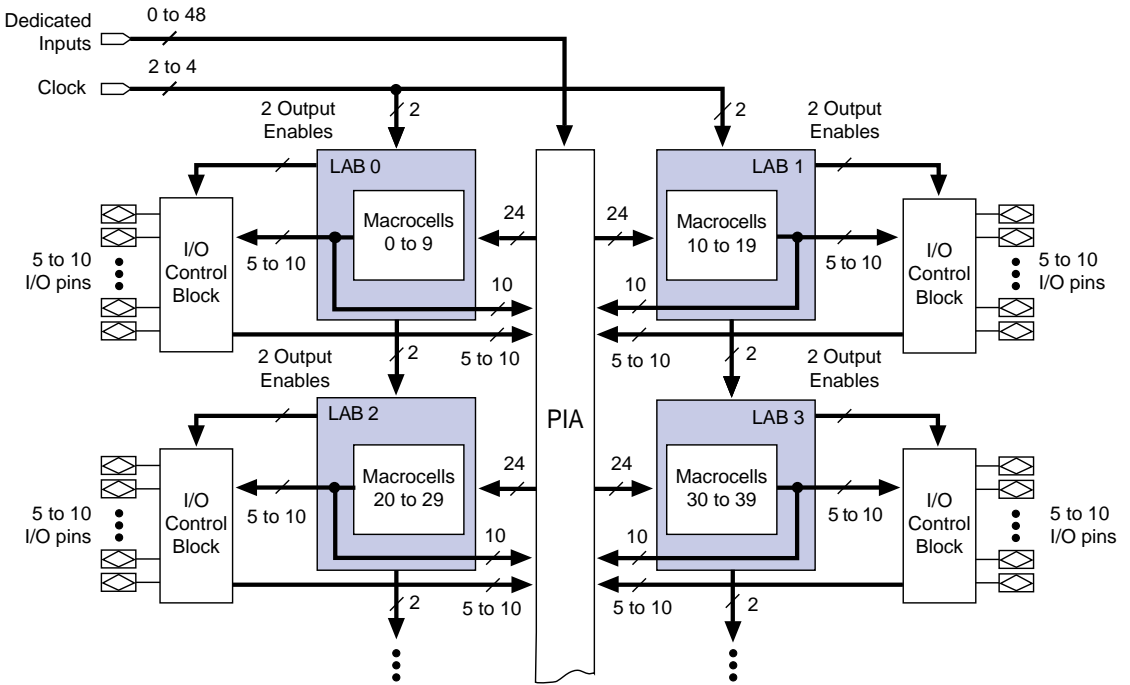 Dedicated
Inputs
0 to 48
Clock
2 to 4
2
2
2 Output
Enables
2 Output
Enables
LAB 0
LAB 1
Macrocells
0 to 9
Macrocells
10 to 19
24
24
I/O
Control
Block
I/O
Control
Block
5 to 10
I/O pins
5 to 10
I/O pins
5 to 10
5 to 10
10
10
5 to 10
5 to 10
2
2
2 Output
Enables
2 Output
Enables
PIA
LAB 2
LAB 3
Macrocells
20 to 29
Macrocells
30 to 39
24
24
I/O
Control
Block
I/O
Control
Block
5 to 10
I/O pins
5 to 10
I/O pins
5 to 10
5 to 10
10
10
5 to 10
5 to 10
2
2